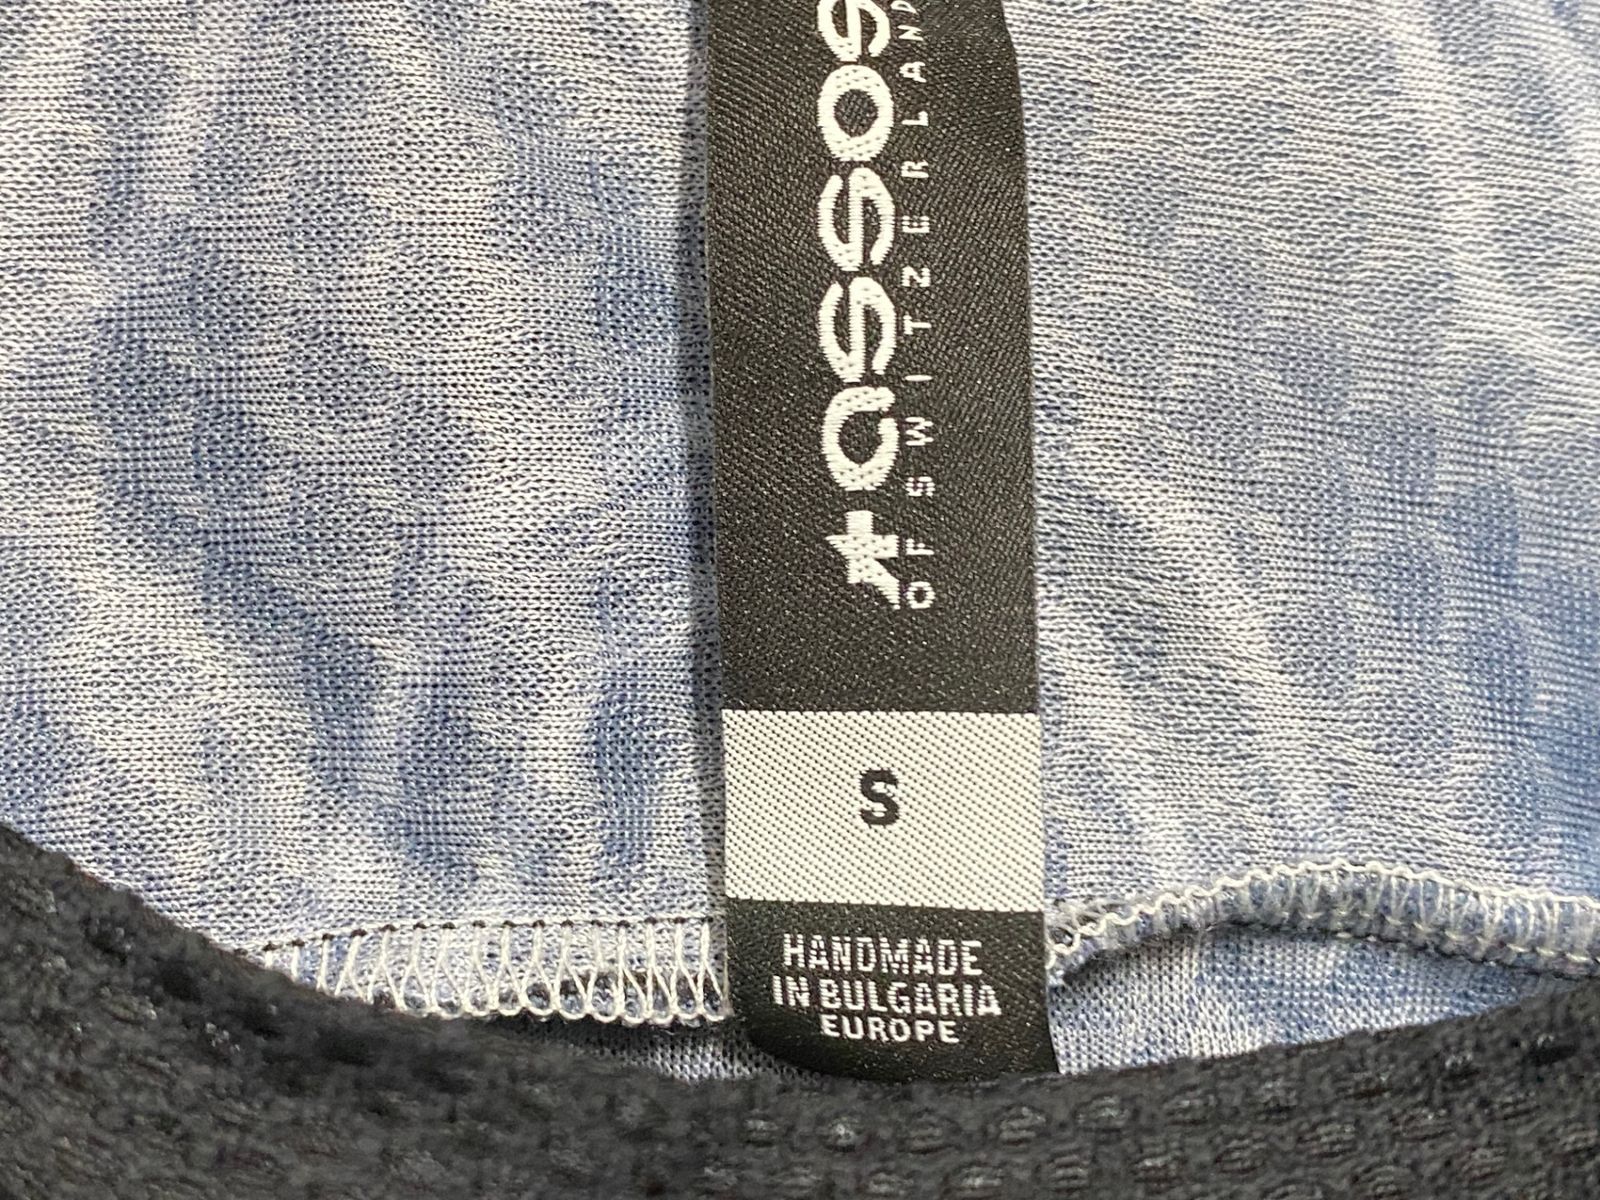 assos
OF SWITZERLAND
S
HANDMADE
IN BULGARIA
EUROPE